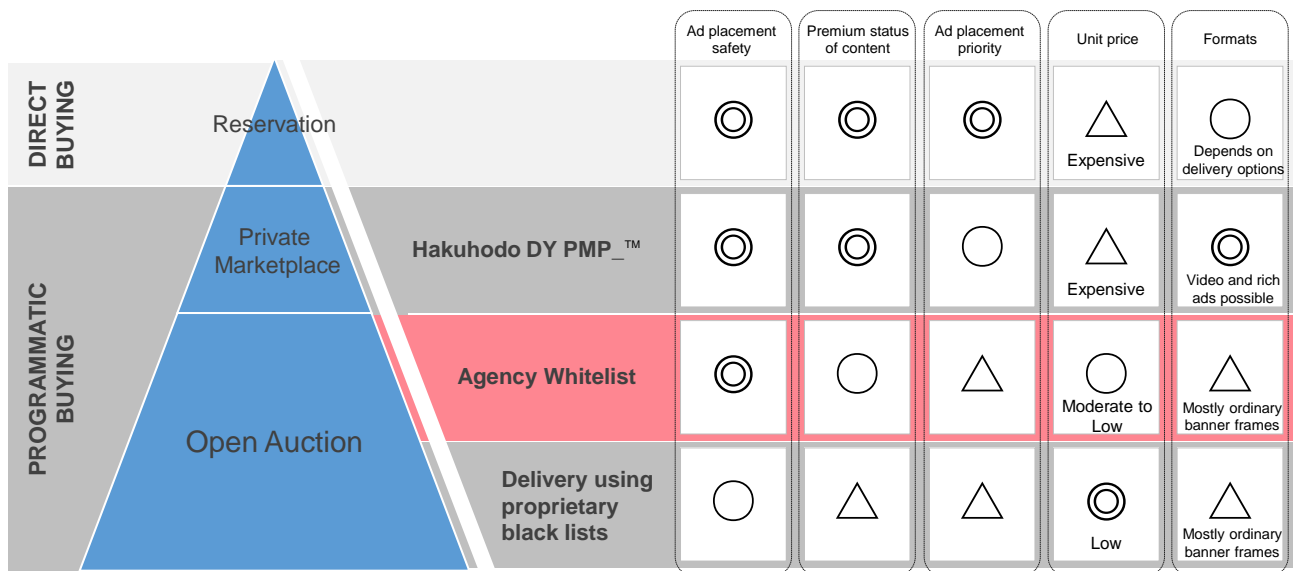 Ad placement
safety
Premium status
of content
Ad placement
priority
Unit price
Formats
DIRECT
BUYING
Reservation
Expensive
Depends on
delivery options
PROGRAMMATIC
BUYING
Private
Marketplace
Hakuhodo DY PMP_™
Expensive
Video and rich
ads possible
Open Auction
Agency Whitelist
Moderate to
Low
Mostly ordinary
banner frames
Delivery using
proprietary
black lists
Low
Mostly ordinary
banner frames